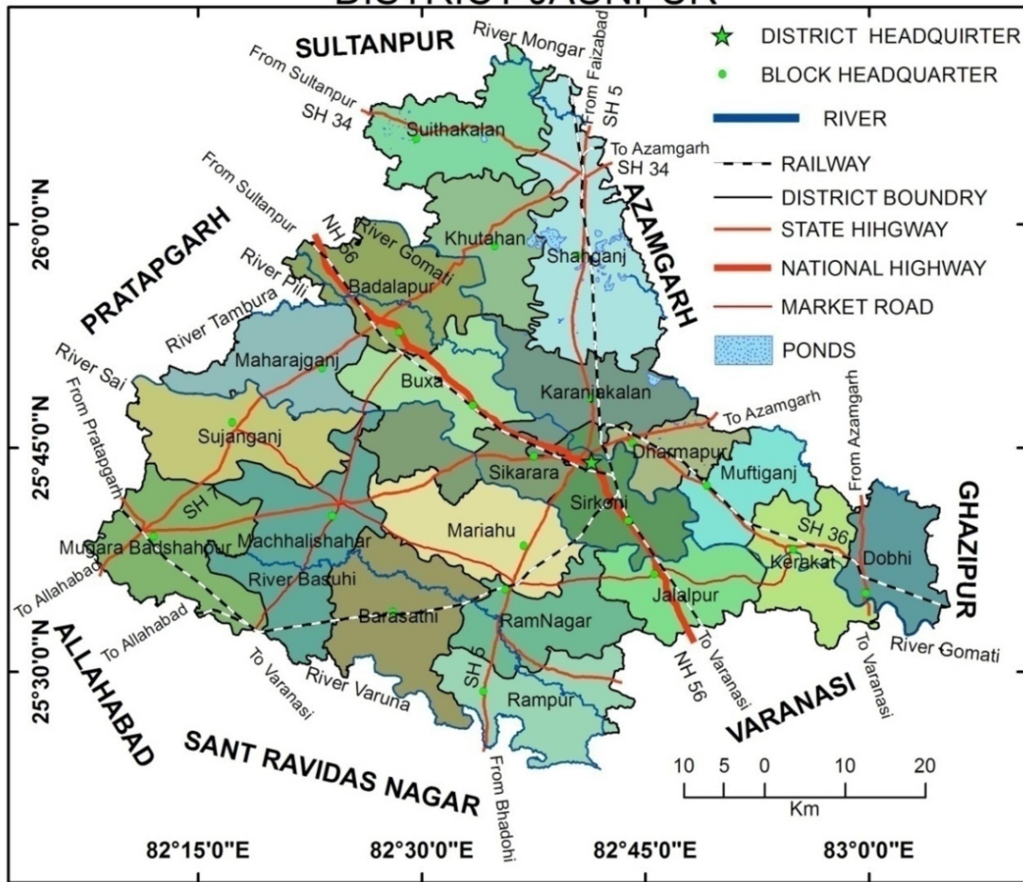 DISTRICT JAUNPUR
SULTANPUR
River Mongar
From Faizabad
SH 5
From Sultanpur
SH 34
Suithakalan
To Azamgarh
SH 34
AZAMGARH
From Sultanpur
NH 56
River Gomati
Khutahan
Shahganj
PRATAPGARH
River Pili
Badalapur
River Tambura
Maharajganj
River Sai
Buxa
Karanjakalan
To Azamgarh
From Azamgarh
From Pratapgarh
Sujanganj
Sikarara
Dharmapur
Muftiganj
SH 7
Sirkoni
GHAZIPUR
Mugara Badshahpur
Machhalishahar
Mariahu
SH 36
Kerakat
Dobhi
To Allahabad
River Basuhi
Jalalpur
To Allahabad
Barasathi
RamNagar
River Gomati
ALLAHABAD
To Varanasi
River Varuna
SH 5
Rampur
NH 56
To Varanasi
VARANASI
To Varanasi
SANT RAVIDAS NAGAR
From Bhadohi
DISTRICT HEADQUIRTER
BLOCK HEADQUARTER
RIVER
RAILWAY
DISTRICT BOUNDRY
STATE HIHGWAY
NATIONAL HIGHWAY
MARKET ROAD
PONDS
10 5 0 10 20
Km
26°0'0"N
25°45'0"N
25°30'0"N
82°15'0"E 82°30'0"E 82°45'0"E 83°0'0"E